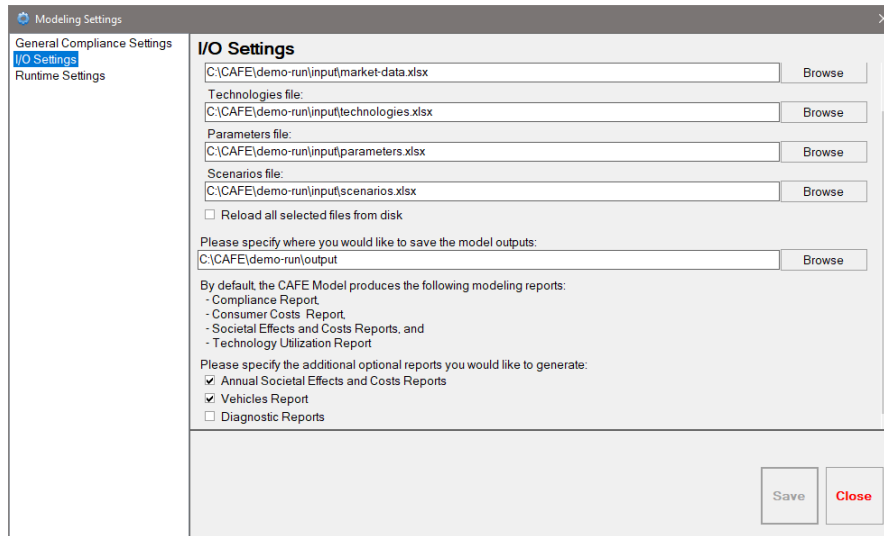 Modeling Settings
General Compliance Settings
I/O Settings
Runtime Settings
I/O Settings
C:\CAFE\demo-run\input\market-data.xlsx
Browse
Technologies file:
C:\CAFE\demo-run\input\technologies.xlsx
Browse
Parameters file:
C:\CAFE\demo-run\input\parameters.xlsx
Browse
Scenarios file:
C:\CAFE\demo-run\input\scenarios.xlsx
Browse
Reload all selected files from disk
Please specify where you would like to save the model outputs:
C:\CAFE\demo-run\output
Browse
By default, the CAFE Model produces the following modeling reports:
- Compliance Report,
- Consumer Costs Report,
- Societal Effects and Costs Reports, and
- Technology Utilization Report
Please specify the additional optional reports you would like to generate:
Annual Societal Effects and Costs Reports
Vehicles Report
Diagnostic Reports
Save
Close